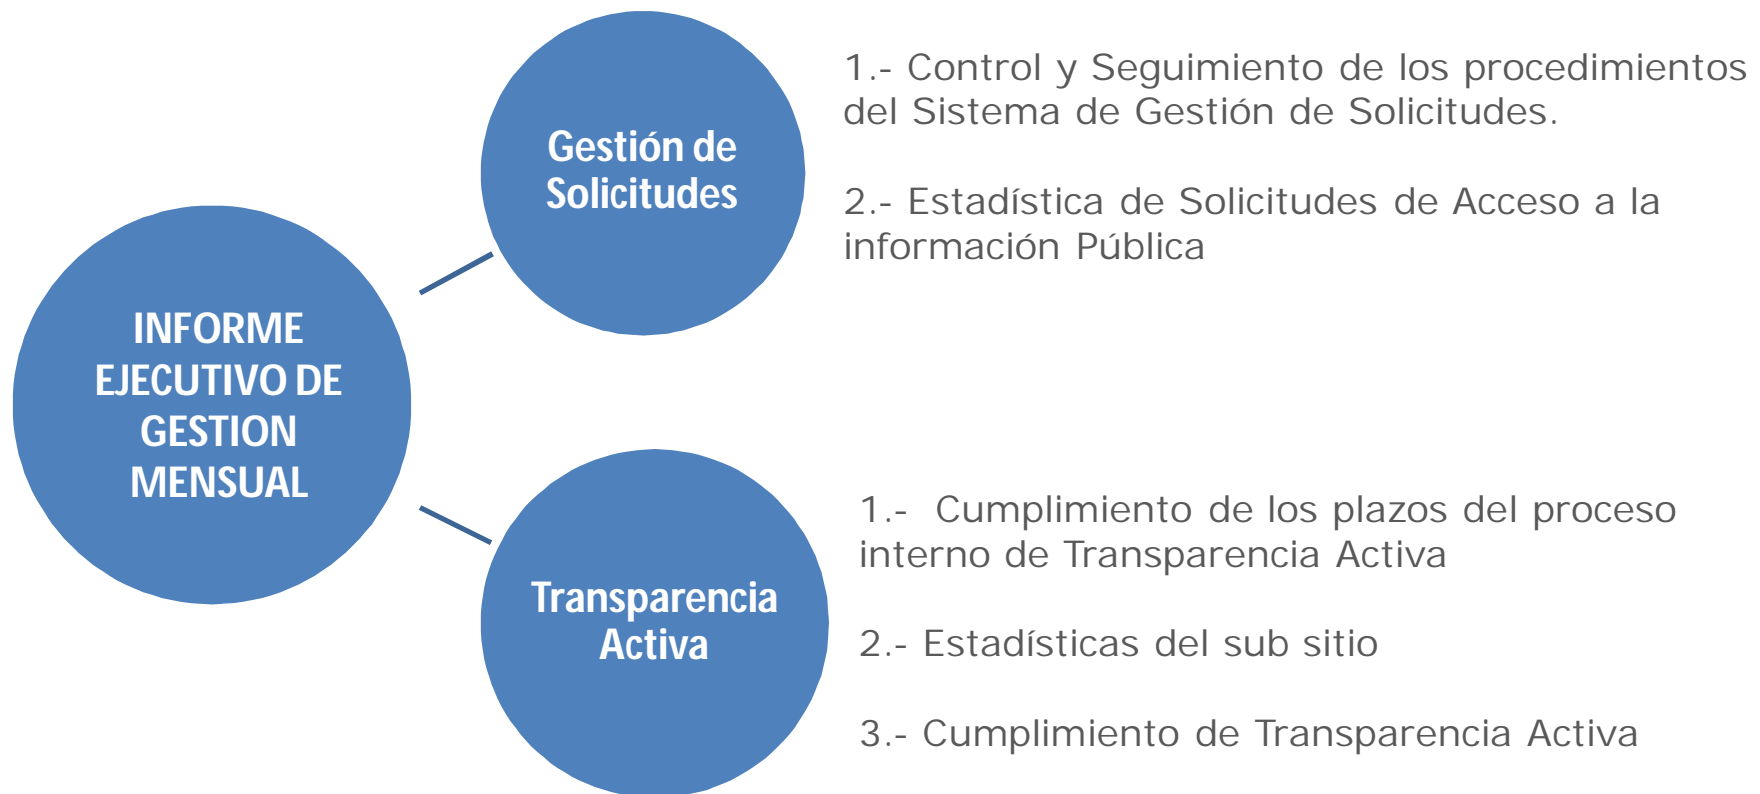 INFORME
EJECUTIVO DE
GESTION
MENSUAL
Gestión de
Solicitudes
1.- Control y Seguimiento de los procedimientos
del Sistema de Gestión de Solicitudes.
2.- Estadística de Solicitudes de Acceso a la
información Pública
Transparencia
Activa
1.- Cumplimiento de los plazos del proceso
interno de Transparencia Activa
2.- Estadísticas del sub sitio
3.- Cumplimiento de Transparencia Activa